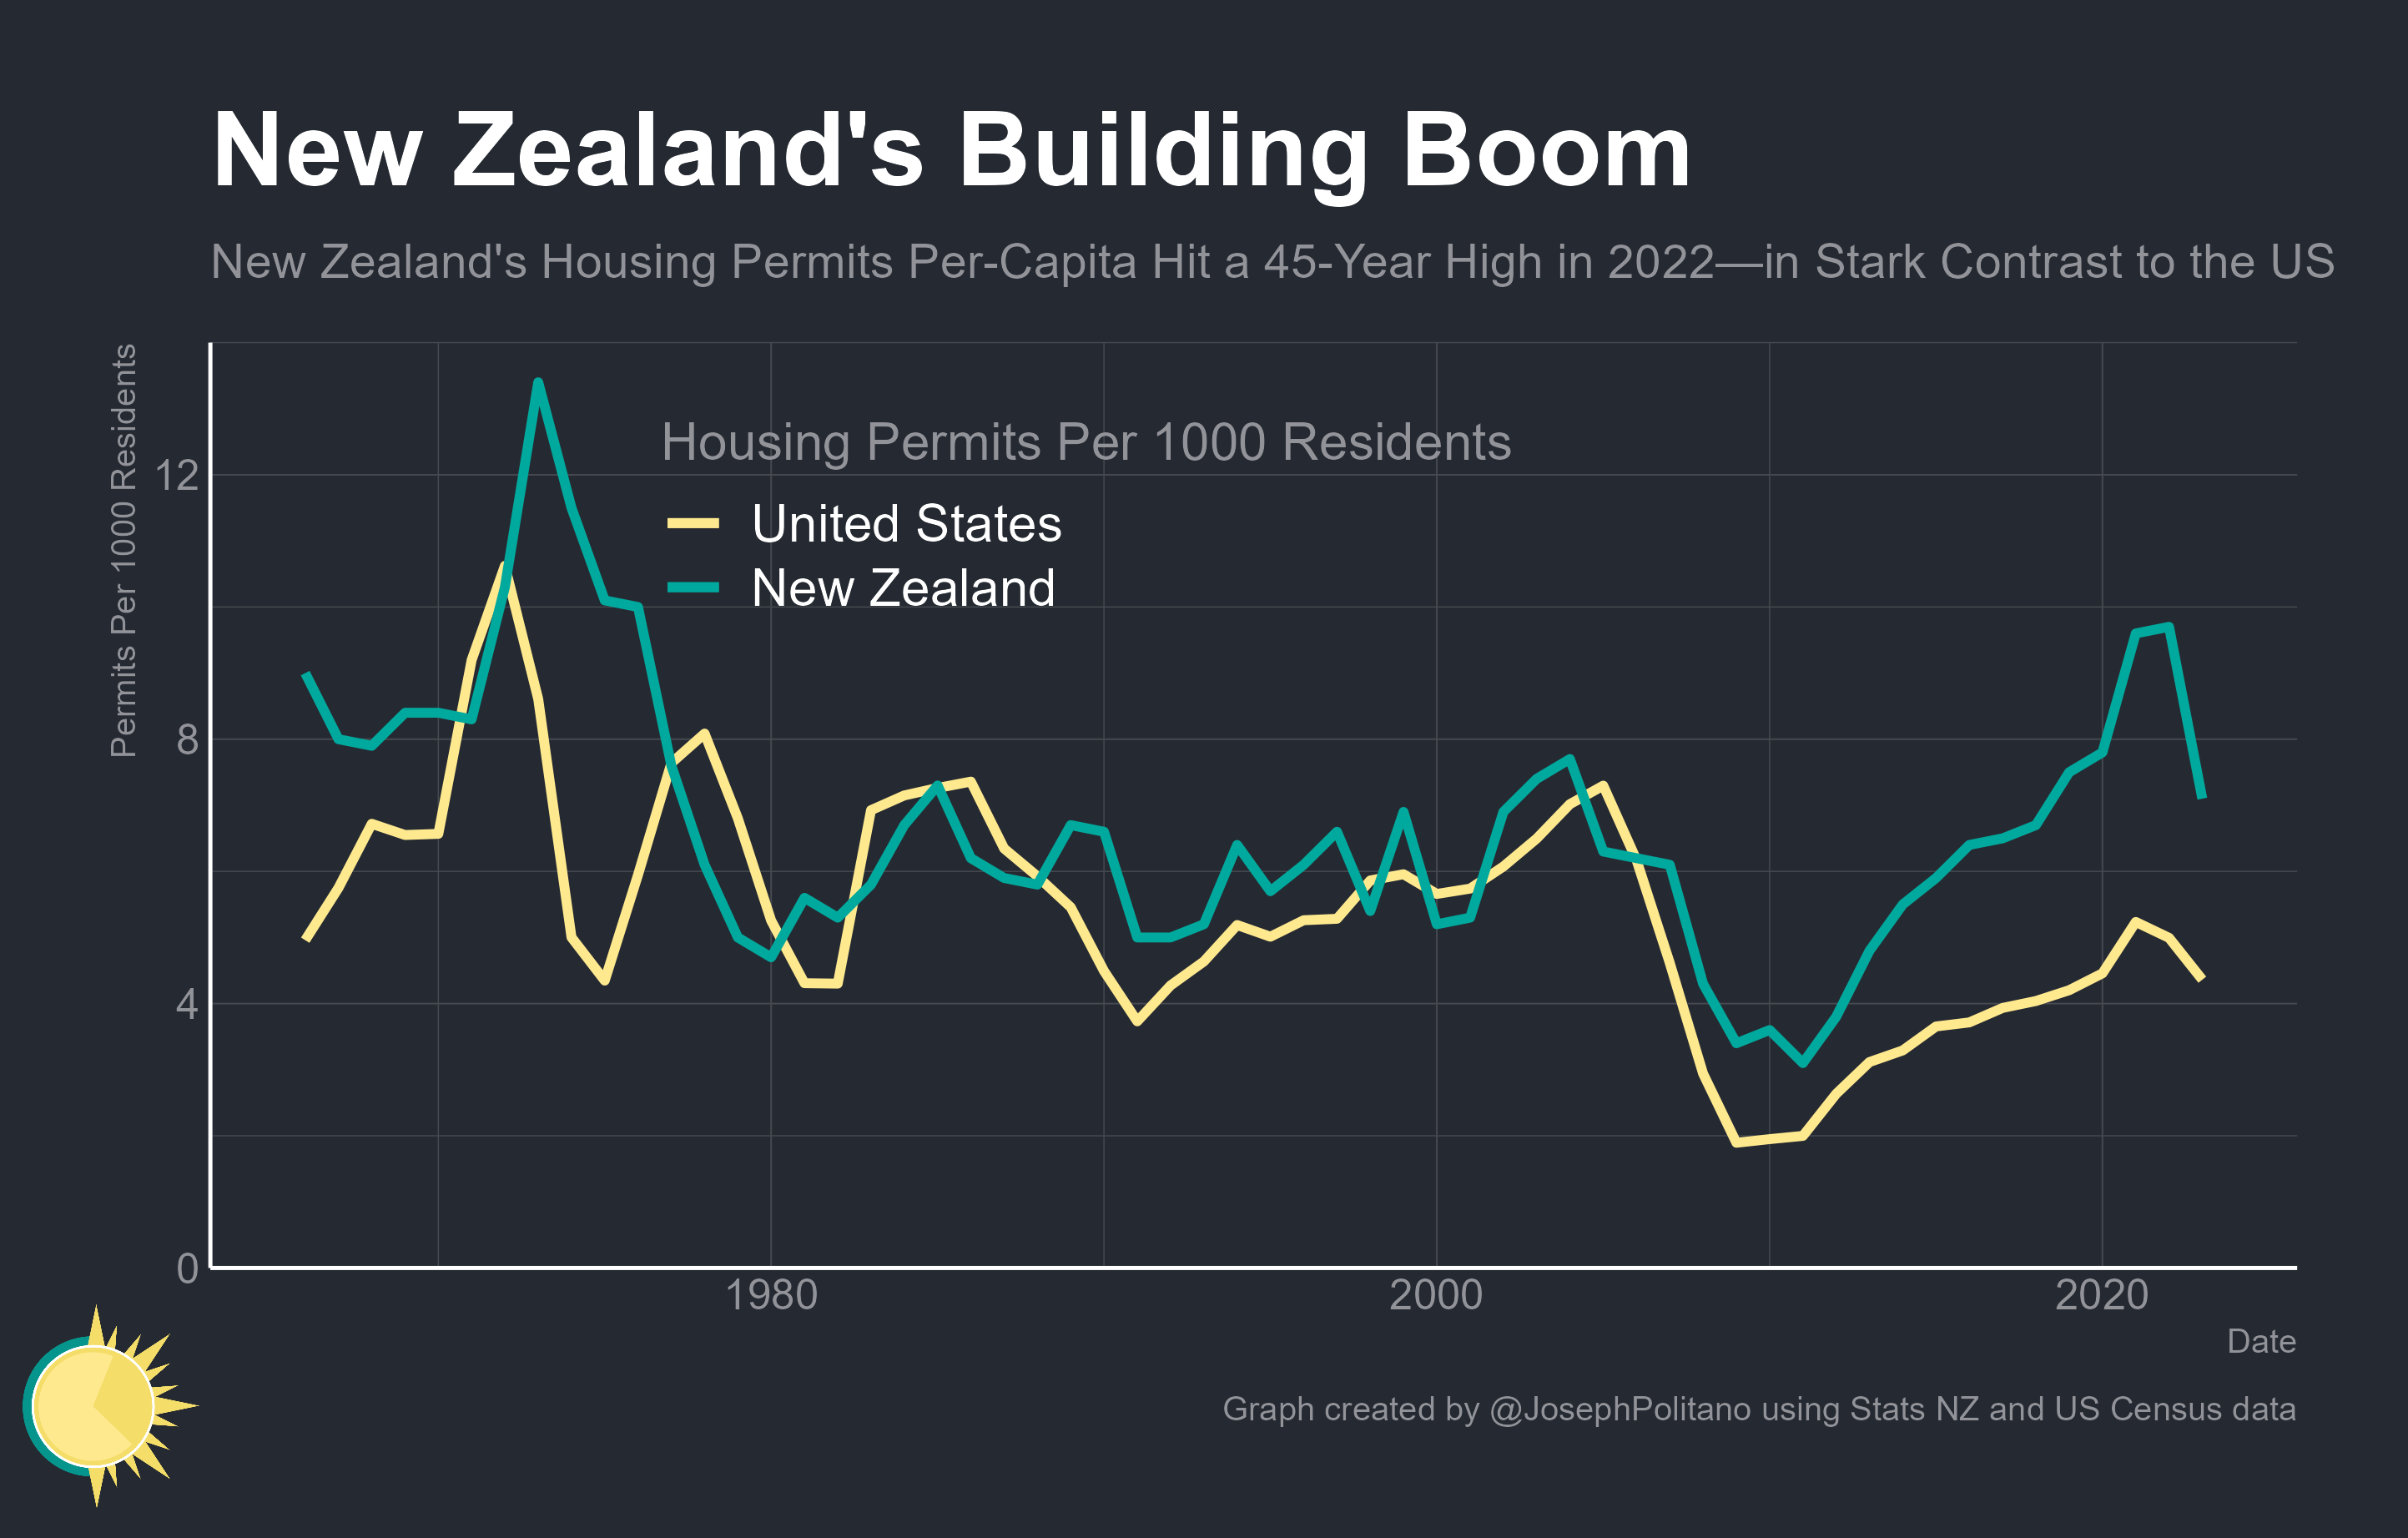 New Zealand's Building Boom
New Zealand's Housing Permits Per-Capita Hit a 45-Year High in 2022—in Stark Contrast to the US
Permits Per 1000 Residents
Housing Permits Per 1000 Residents
United States
New Zealand
12
8
4
0
1980
2000
2020
Date
Graph created by @JosephPolitano using Stats NZ and US Census data